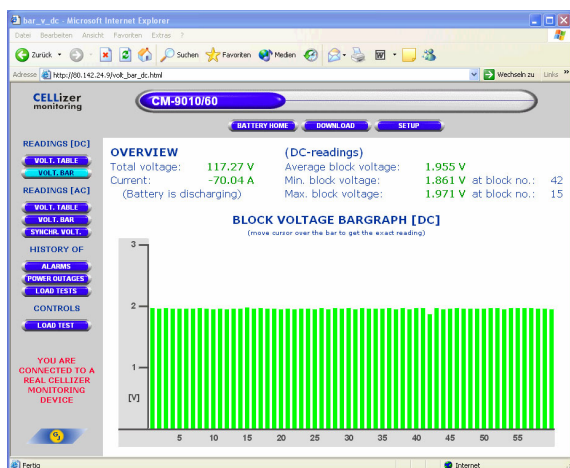 bar_v_dc - Microsoft Internet Explorer
Datei Bearbeiten Ansicht Favoriten Extras ?
Zurück Suchen Favoriten Medien
Adresse http://80.142.24.9/volt_bar_dc.html Wechseln zu Links »
CELLizer
monitoring
CM-9010/60
BATTERY HOME DOWNLOAD SETUP
READINGS [DC]
VOLT. TABLE
VOLT. BAR
READINGS [AC]
VOLT. TABLE
VOLT. BAR
SYNCHR. VOLT.
HISTORY OF
ALARMS
POWER OUTAGES
LOAD TESTS
CONTROLS
LOAD TEST
YOU ARE
CONNECTED TO A
REAL CELLIZER
MONITORING
DEVICE
OVERVIEW (DC-readings)
Total voltage: 117.27 V Average block voltage: 1.955 V
Current: -70.04 A Min. block voltage: 1.861 V at block no.: 42
(Battery is discharging) Max. block voltage: 1.971 V at block no.: 15
BLOCK VOLTAGE BARGRAPH [DC]
(move cursor over the bar to get the exact reading)
3
2
1
[V]
5 10 15 20 25 30 35 40 45 50 55
Fertig Internet